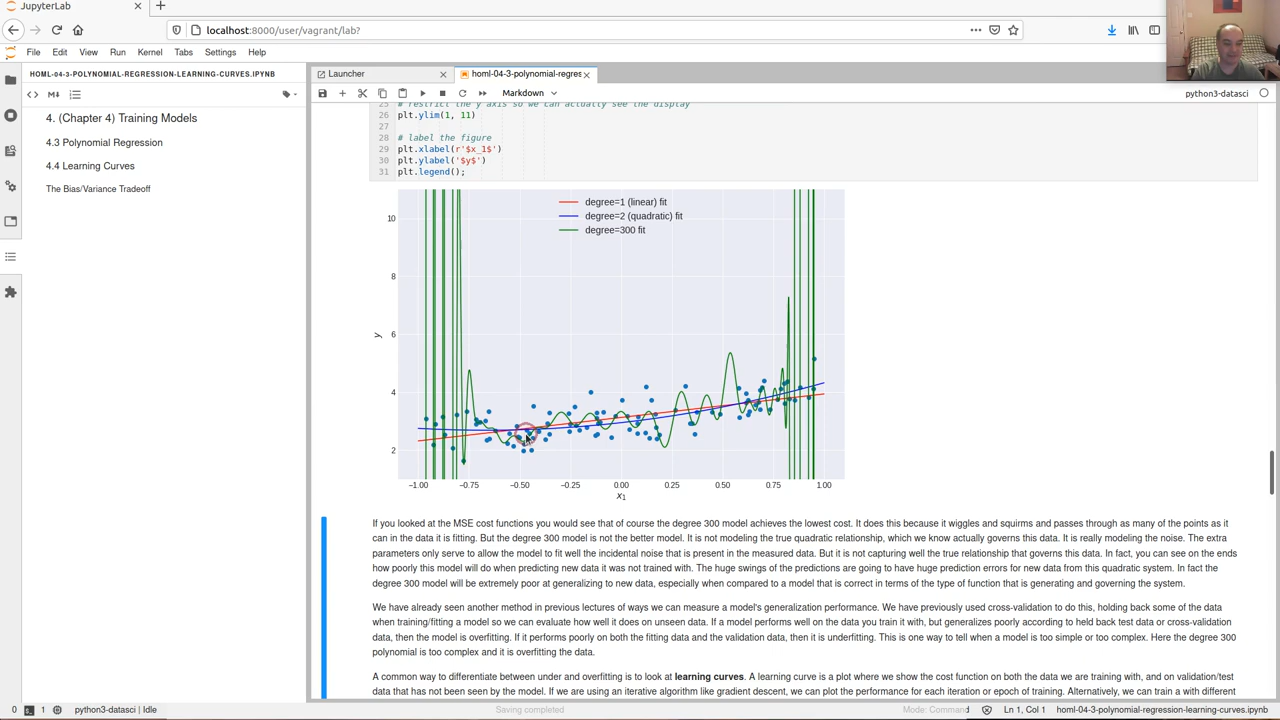 JupyterLab
localhost:8000/user/vagrant/lab?
File Edit View Run Kernel Tabs Settings Help
HOML-04-3-POLYNOMIAL-REGRESSION-LEARNING-CURVES.IPYNB
Launcher
homl-04-3-polynomial-regres
Markdown
python3-datasci
4. (Chapter 4) Training Models
4.3 Polynomial Regression
4.4 Learning Curves
The Bias/Variance Tradeoff
25 # restrict the y axis so we can actually see the display
26 plt.ylim(1, 11)
27
28 # label the figure
29 plt.xlabel(r'$x_1$')
30 plt.ylabel('$y$')
31 plt.legend();
degree=1 (linear) fit
degree=2 (quadratic) fit
degree=300 fit
10
8
6
4
2
y
−1.00 −0.75 −0.50 −0.25 0.00 0.25 0.50 0.75 1.00
x1
If you looked at the MSE cost functions you would see that of course the degree 300 model achieves the lowest cost. It does this because it wiggles and squirms and passes through as many of the points as it
can in the data it is fitting. But the degree 300 model is not the better model. It is not modeling the true quadratic relationship, which we know actually governs this data. It is really modeling the noise. The extra
parameters only serve to allow the model to fit well the incidental noise that is present in the measured data. But it is not capturing well the true relationship that governs this data. In fact, you can see on the ends
how poorly this model will do when predicting new data it was not trained with. The huge swings of the predictions are going to have huge prediction errors for new data from this quadratic system. In fact the
degree 300 model will be extremely poor at generalizing to new data, especially when compared to a model that is correct in terms of the type of function that is generating and governing the system.
We have already seen another method in previous lectures of ways we can measure a model's generalization performance. We have previously used cross-validation to do this, holding back some of the data
when training/fitting a model so we can evaluate how well it does on unseen data. If a model performs well on the data you train it with, but generalizes poorly according to held back test data or cross-validation
data, then the model is overfitting. If it performs poorly on both the fitting data and the validation data, then it is underfitting. This is one way to tell when a model is too simple or too complex. Here the degree 300
polynomial is too complex and it is overfitting the data.
A common way to differentiate between under and overfitting is to look at learning curves. A learning curve is a plot where we show the cost function on both the data we are training with, and on validation/test
data that has not been seen by the model. If we are using an iterative algorithm like gradient descent, we can plot the performance for each iteration or epoch of training. Alternatively, we can train a with different
0 1 python3-datasci | Idle
Saving completed
Mode: Command
Ln 1, Col 1
homl-04-3-polynomial-regression-learning-curves.ipynb